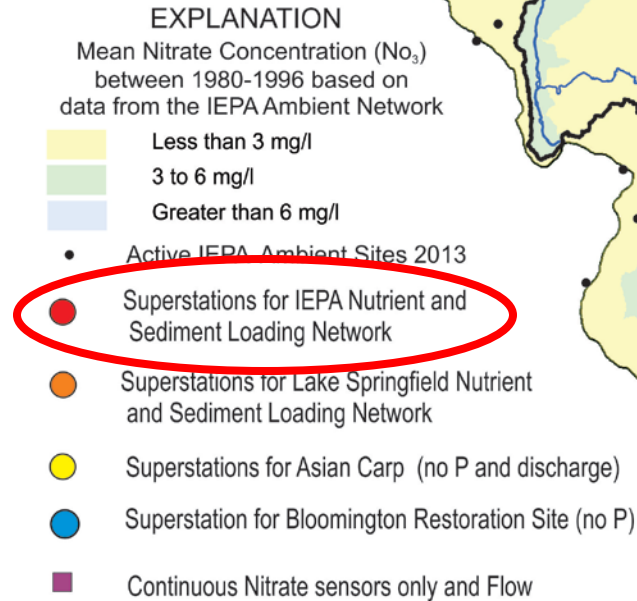 EXPLANATION
Mean Nitrate Concentration (No₃)
between 1980-1996 based on
data from the IEPA Ambient Network
Less than 3 mg/l
3 to 6 mg/l
Greater than 6 mg/l
Active IEPA Ambient Sites 2013
Superstations for IEPA Nutrient and
Sediment Loading Network
Superstations for Lake Springfield Nutrient
and Sediment Loading Network
Superstations for Asian Carp (no P and discharge)
Superstation for Bloomington Restoration Site (no P)
Continuous Nitrate sensors only and Flow